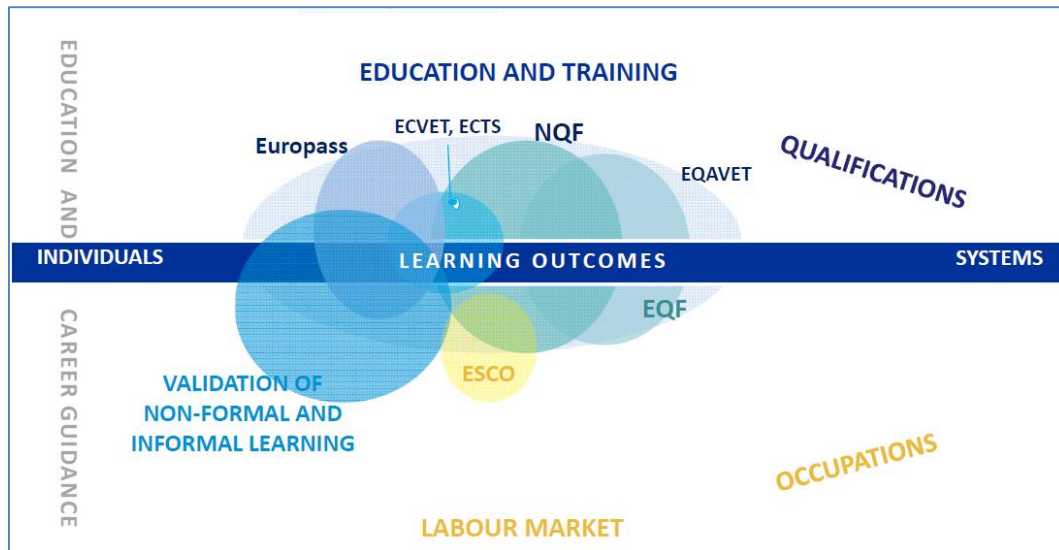 EDUCATION AND CAREER GUIDANCE
EDUCATION AND TRAINING
ECVET, ECTS
NQF
Europass
EQAVET
QUALIFICATIONS
INDIVIDUALS
LEARNING OUTCOMES
SYSTEMS
EQF
ESCO
VALIDATION OF
NON-FORMAL AND
INFORMAL LEARNING
OCCUPATIONS
LABOUR MARKET